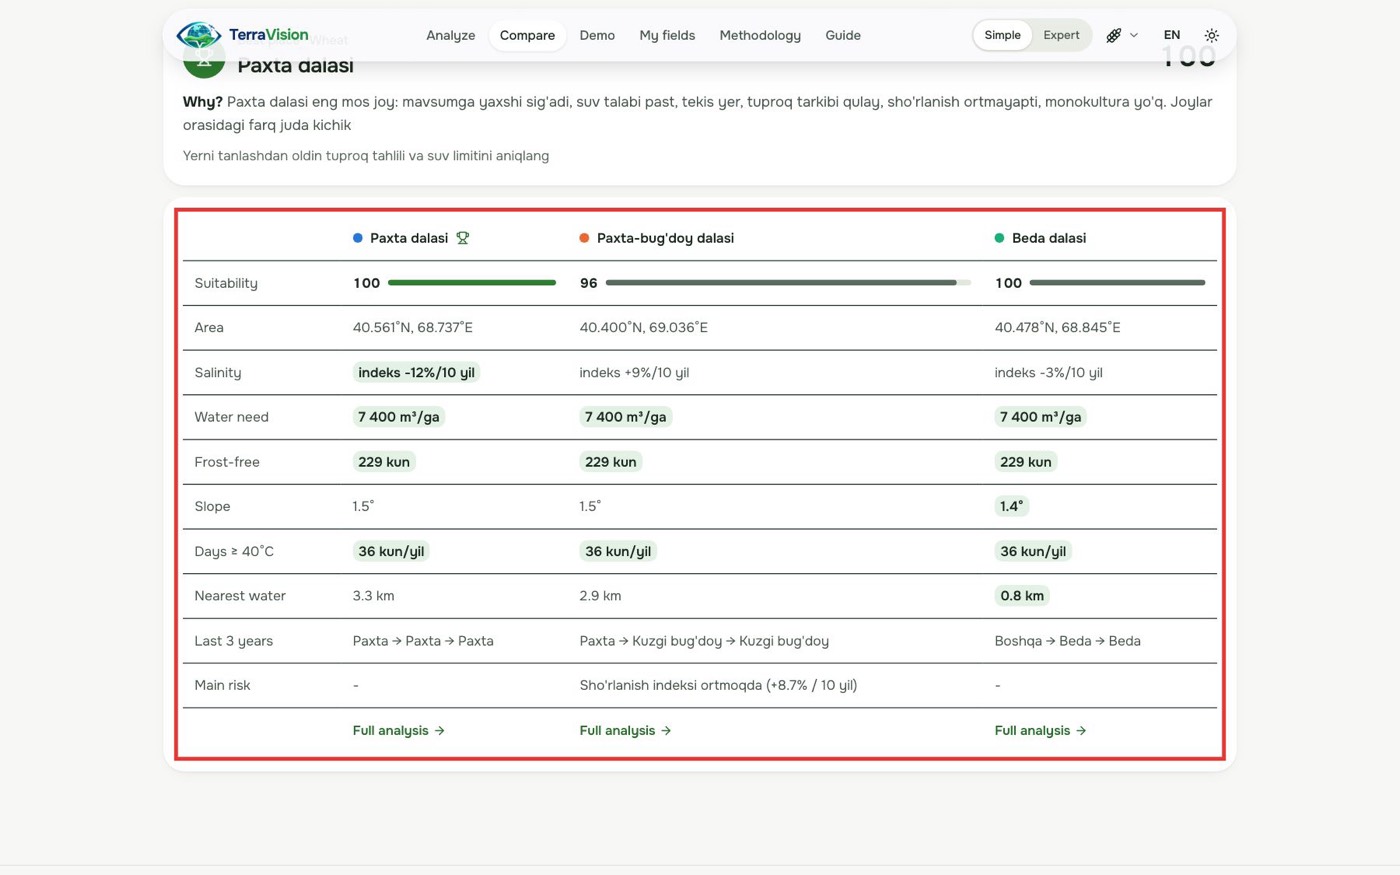 TerraVision
Analyze
Compare
Demo
My fields
Methodology
Guide
Simple
Expert
EN
Wheat
Paxta dalasi
100
Why? Paxta dalasi eng mos joy: mavsumga yaxshi sig'adi, suv talabi past, tekis yer, tuproq tarkibi qulay, sho'rlanish ortmayapti, monokultura yo'q. Joylar
orasidagi farq juda kichik
Yerni tanlashdan oldin tuproq tahlili va suv limitini aniqlang
Paxta dalasi Paxta-bug'doy dalasi Beda dalasi
Suitability 100 96 100
Area 40.561°N, 68.737°E 40.400°N, 69.036°E 40.478°N, 68.845°E
Salinity indeks -12%/10 yil indeks +9%/10 yil indeks -3%/10 yil
Water need 7 400 m³/ga 7 400 m³/ga 7 400 m³/ga
Frost-free 229 kun 229 kun 229 kun
Slope 1.5° 1.5° 1.4°
Days ≥ 40°C 36 kun/yil 36 kun/yil 36 kun/yil
Nearest water 3.3 km 2.9 km 0.8 km
Last 3 years Paxta → Paxta → Paxta Paxta → Kuzgi bug'doy → Kuzgi bug'doy Boshqa → Beda → Beda
Main risk - Sho'rlanish indeksi ortmoqda (+8.7% / 10 yil) -
Full analysis → Full analysis → Full analysis →